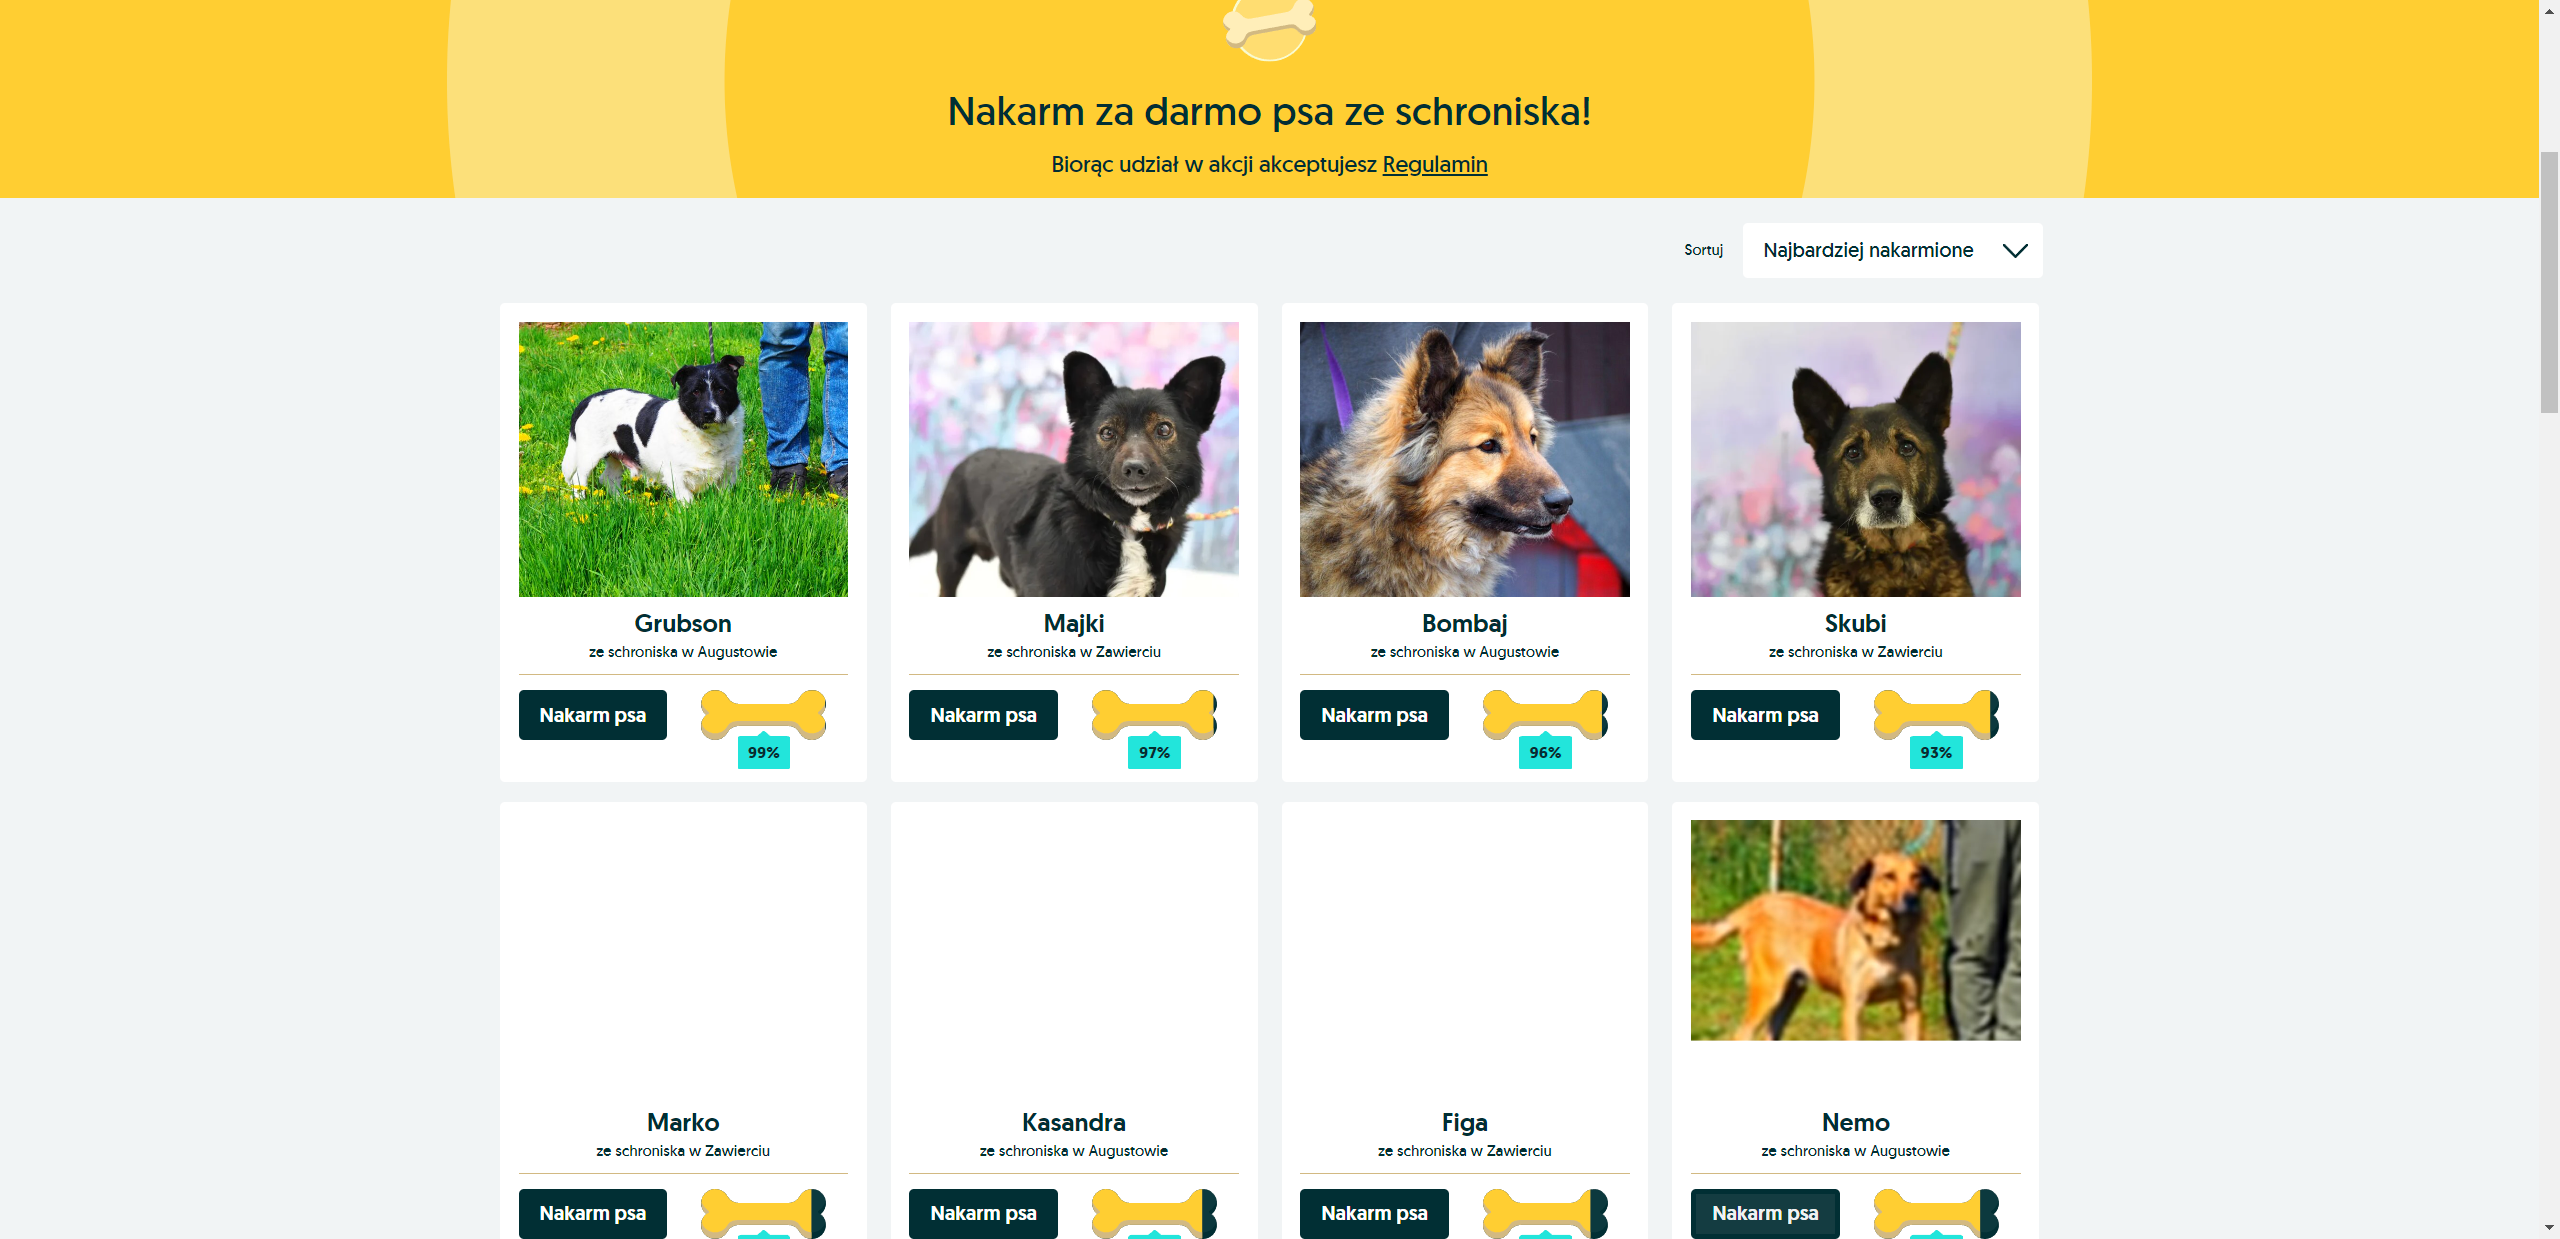 Nakarm za darmo psa ze schroniska!
Biorąc udział w akcji akceptujesz Regulamin
Sortuj
Najbardziej nakarmione
Grubson
ze schroniska w Augustowie
Nakarm psa
99%
Majki
ze schroniska w Zawierciu
Nakarm psa
97%
Bombaj
ze schroniska w Augustowie
Nakarm psa
96%
Skubi
ze schroniska w Zawierciu
Nakarm psa
93%
Marko
ze schroniska w Zawierciu
Nakarm psa
Kasandra
ze schroniska w Augustowie
Nakarm psa
Figa
ze schroniska w Zawierciu
Nakarm psa
Nemo
ze schroniska w Augustowie
Nakarm psa